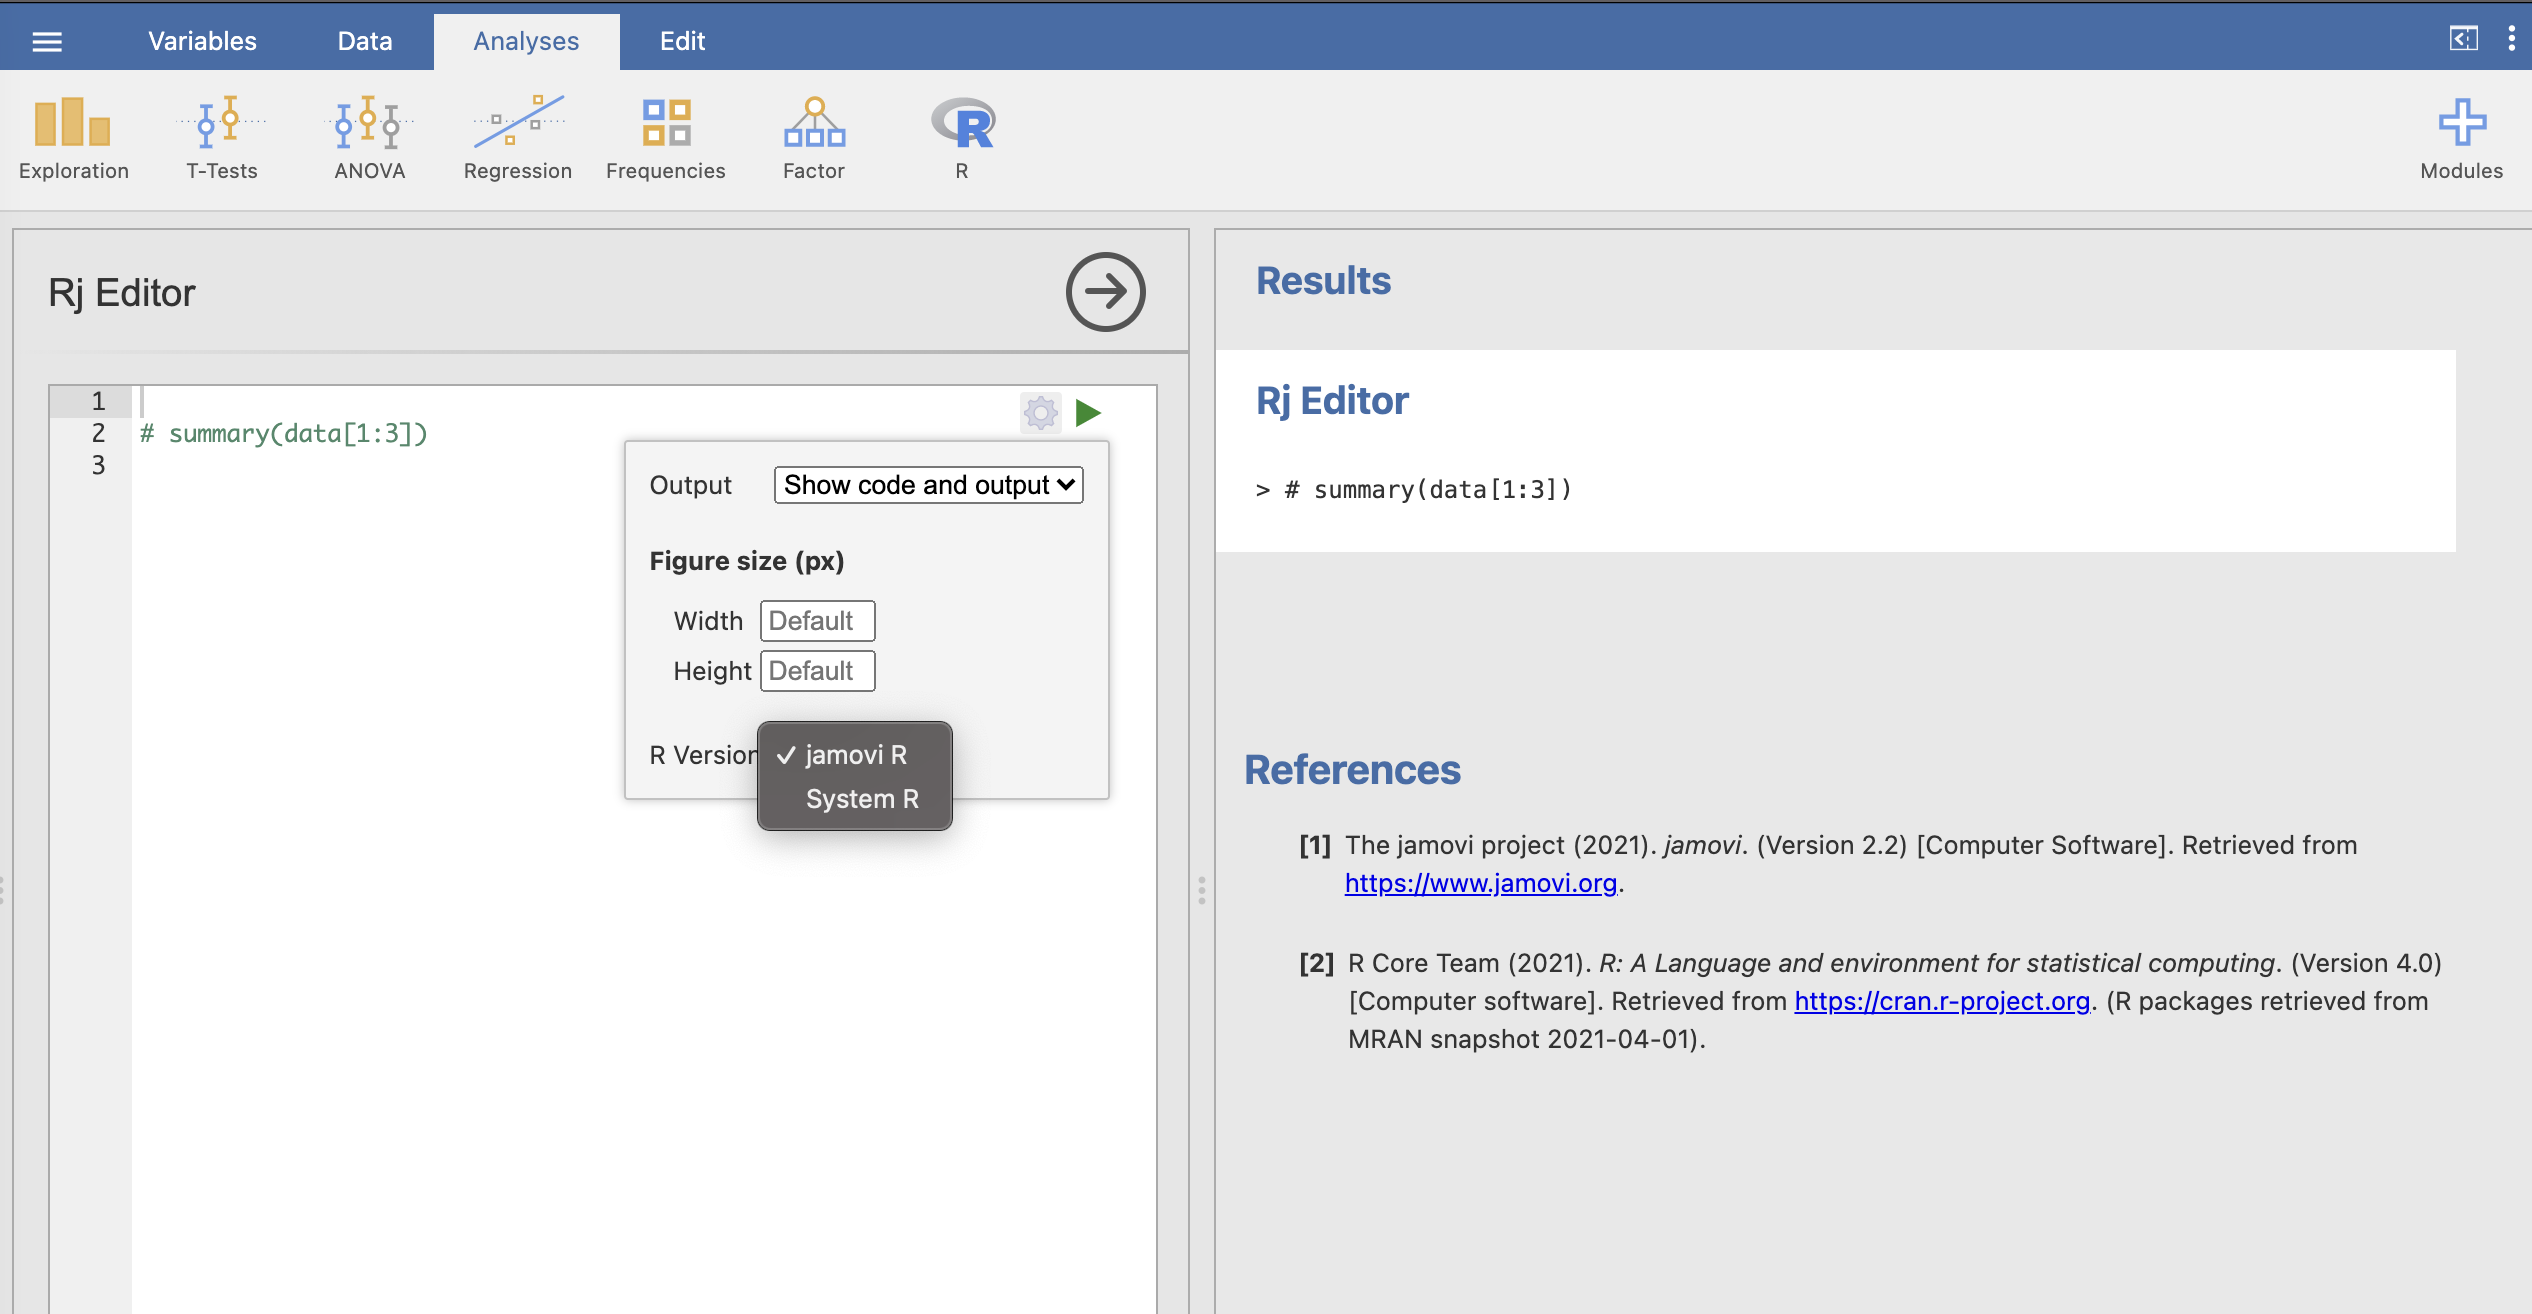 Variables
Data
Analyses
Edit
Exploration
T-Tests
ANOVA
Regression
Frequencies
Factor
R
Modules
Rj Editor
1
2 # summary(data[1:3])
3
Output Show code and output
Figure size (px)
Width Default
Height Default
R Version ✓ jamovi R
System R
Results
Rj Editor
> # summary(data[1:3])
References
[1] The jamovi project (2021). jamovi. (Version 2.2) [Computer Software]. Retrieved from
https://www.jamovi.org.
[2] R Core Team (2021). R: A Language and environment for statistical computing. (Version 4.0)
[Computer software]. Retrieved from https://cran.r-project.org. (R packages retrieved from
MRAN snapshot 2021-04-01).